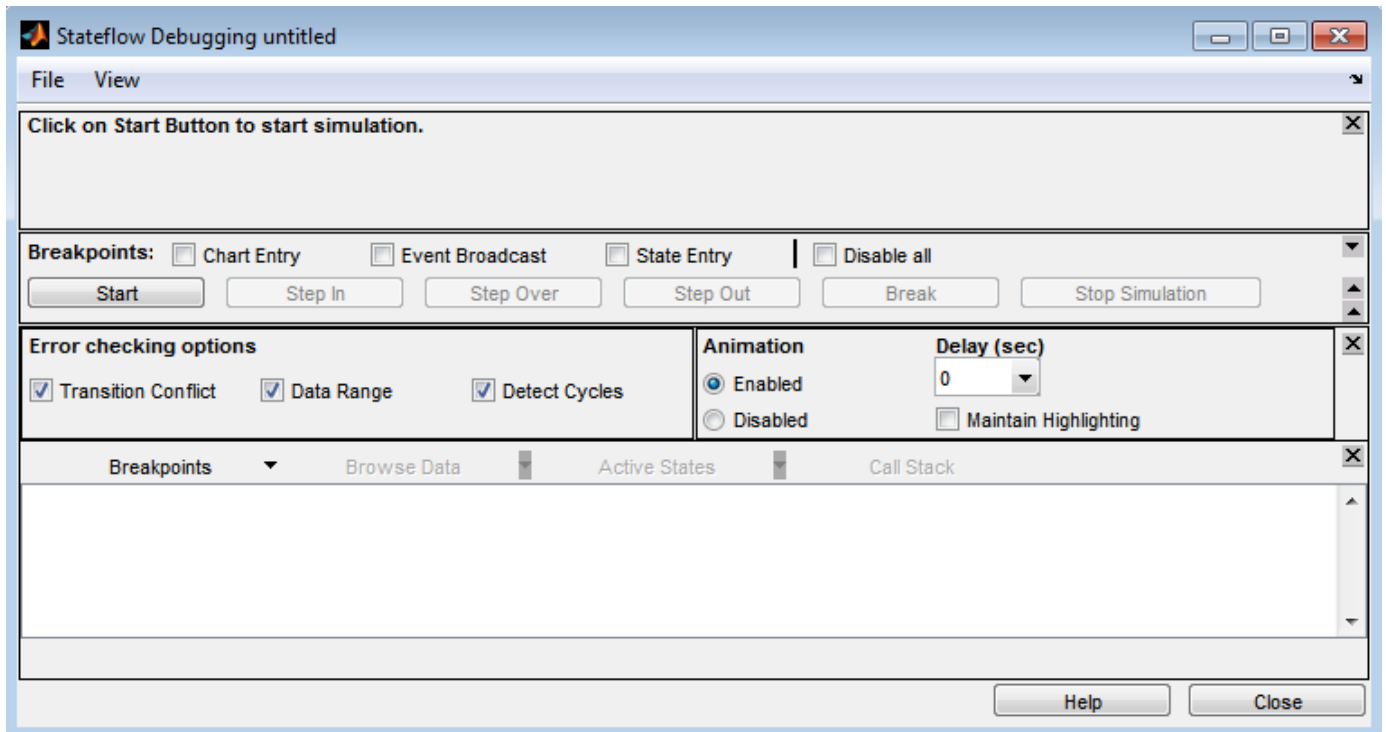 Stateflow Debugging untitled
File View
Click on Start Button to start simulation.
Breakpoints: Chart Entry Event Broadcast State Entry Disable all
Start Step In Step Over Step Out Break Stop Simulation
Error checking options Animation Delay (sec)
Transition Conflict Data Range Detect Cycles Enabled 0
Disabled Maintain Highlighting
Breakpoints Browse Data Active States Call Stack
Help Close